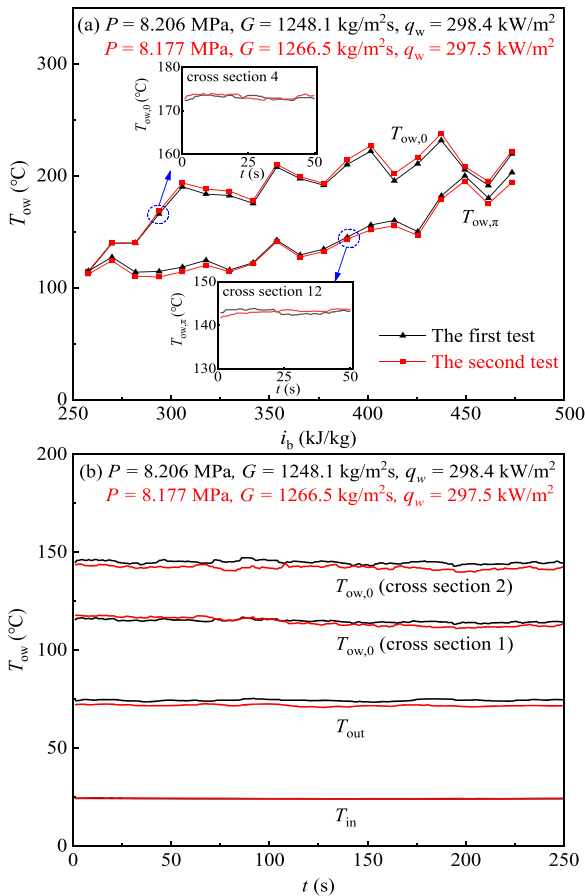 (a) P = 8.206 MPa, G = 1248.1 kg/m²s, q_w = 298.4 kW/m²
P = 8.177 MPa, G = 1266.5 kg/m²s, q_w = 297.5 kW/m²
cross section 4
T_ow,0 (°C)
180
170
160
0 25 50
t (s)
T_ow,0
T_ow,π
cross section 12
T_ow,π (°C)
150
140
130
0 25 50
t (s)
The first test
The second test
T_ow (°C)
300
200
100
0
250 300 350 400 450 500
i_b (kJ/kg)
(b) P = 8.206 MPa, G = 1248.1 kg/m²s, q_w = 298.4 kW/m²
P = 8.177 MPa, G = 1266.5 kg/m²s, q_w = 297.5 kW/m²
T_ow,0 (cross section 2)
T_ow,0 (cross section 1)
T_out
T_in
T_ow (°C)
200
150
100
50
0
0 50 100 150 200 250
t (s)